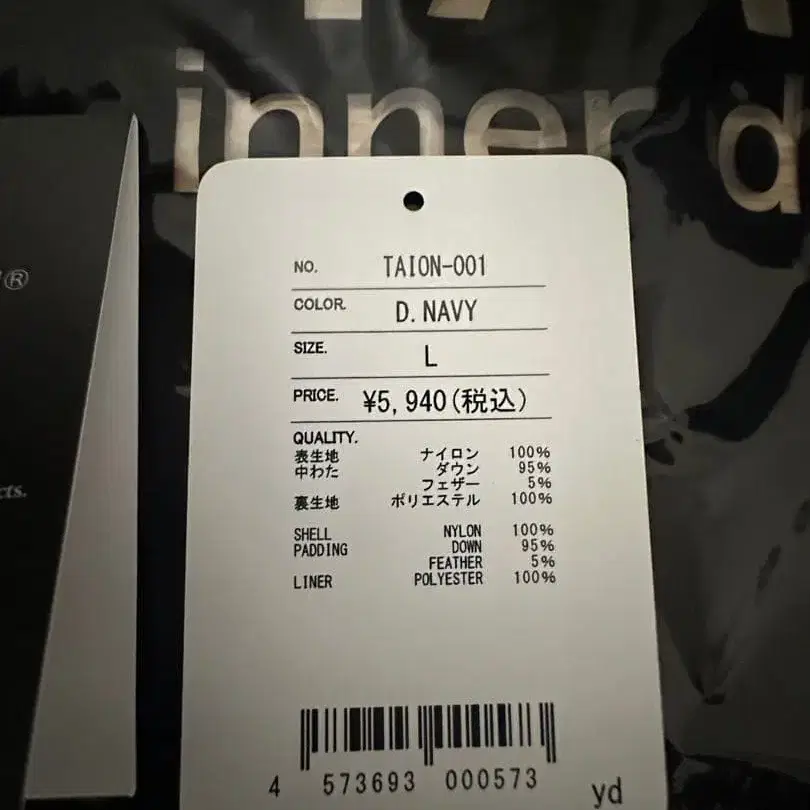 inner d
®
cts.
NO. TAION-001
COLOR. D.NAVY
SIZE. L
PRICE. ¥5,940(税込)
QUALITY.
表生地 ナイロン 100%
中わた ダウン 95%
フェザー 5%
裏生地 ポリエステル 100%
SHELL NYLON 100%
PADDING DOWN 95%
FEATHER 5%
LINER POLYESTER 100%
4 573693 000573
yd